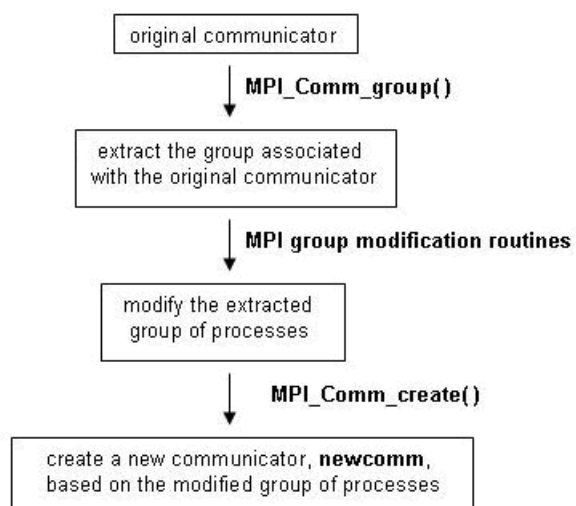 original communicator
MPI_Comm_group()
extract the group associated
with the original communicator
MPI group modification routines
modify the extracted
group of processes
MPI_Comm_create()
create a new communicator, newcomm,
based on the modified group of processes